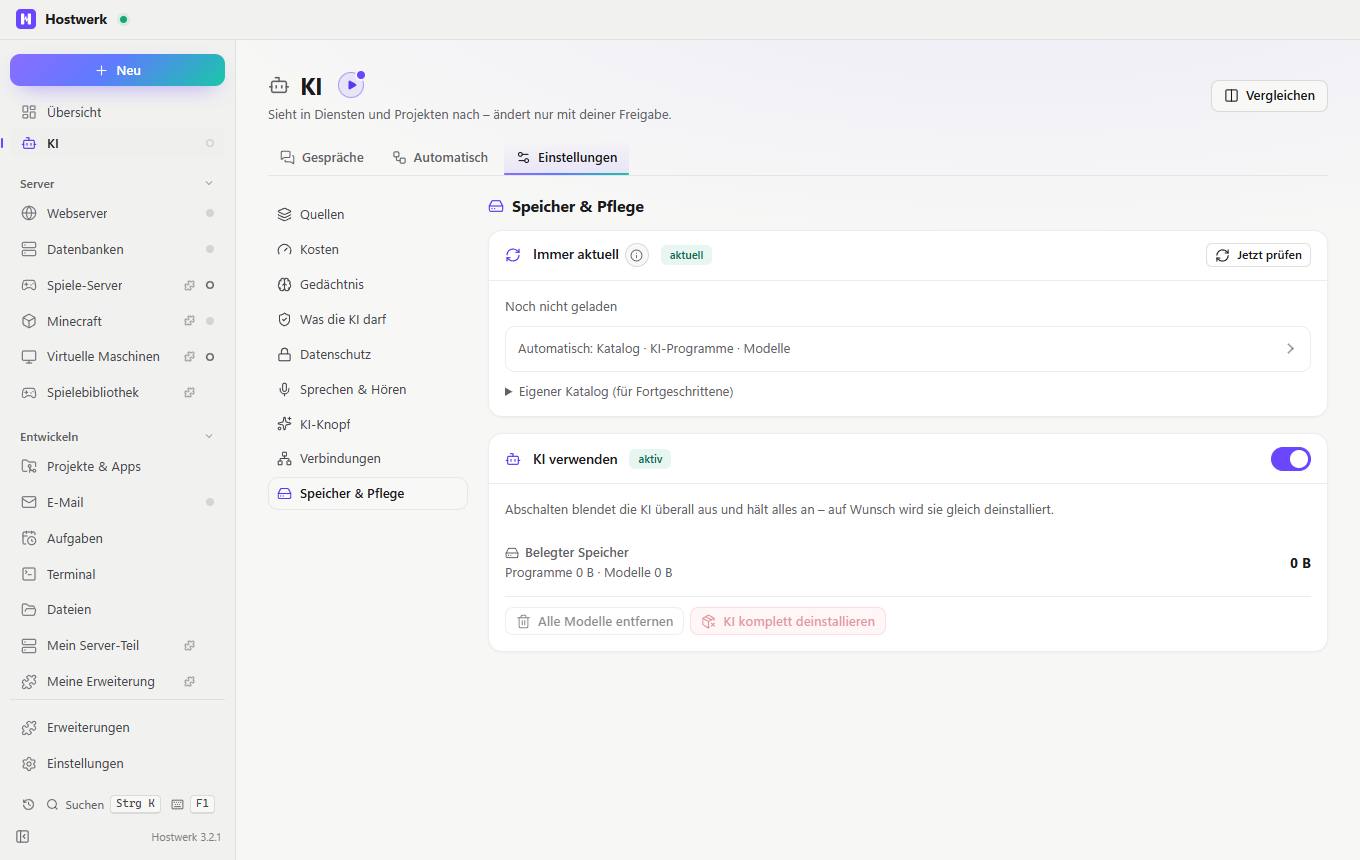 Hostwerk
Neu
Übersicht
KI
Server
Webserver
Datenbanken
Spiele-Server
Minecraft
Virtuelle Maschinen
Spielebibliothek
Entwickeln
Projekte & Apps
E-Mail
Aufgaben
Terminal
Dateien
Mein Server-Teil
Meine Erweiterung
Erweiterungen
Einstellungen
Suchen Strg K F1
Hostwerk 3.2.1
KI
Sieht in Diensten und Projekten nach – ändert nur mit deiner Freigabe.
Vergleichen
Gespräche Automatisch Einstellungen
Quellen
Kosten
Gedächtnis
Was die KI darf
Datenschutz
Sprechen & Hören
KI-Knopf
Verbindungen
Speicher & Pflege
Speicher & Pflege
Immer aktuell aktuell Jetzt prüfen
Noch nicht geladen
Automatisch: Katalog · KI-Programme · Modelle
Eigener Katalog (für Fortgeschrittene)
KI verwenden aktiv
Abschalten blendet die KI überall aus und hält alles an – auf Wunsch wird sie gleich deinstalliert.
Belegter Speicher
Programme 0 B · Modelle 0 B
0 B
Alle Modelle entfernen KI komplett deinstallieren